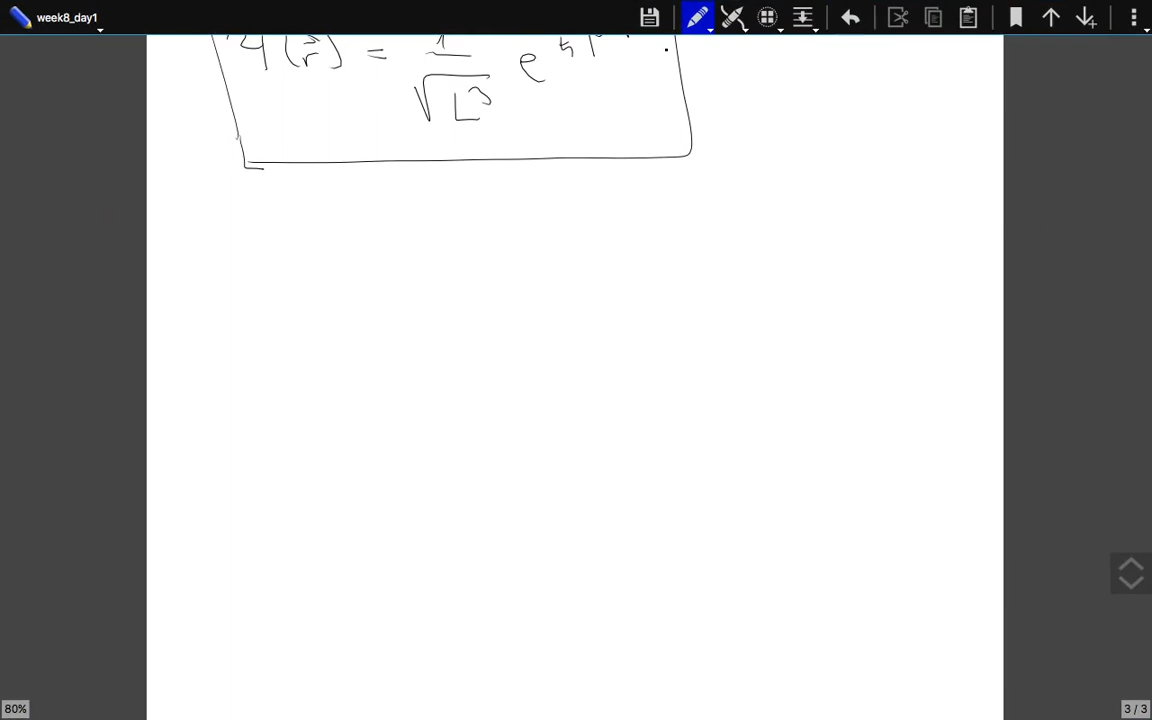 week8_day1
ψ(r⃗) = 1/√L³ e^
80%
3 / 3